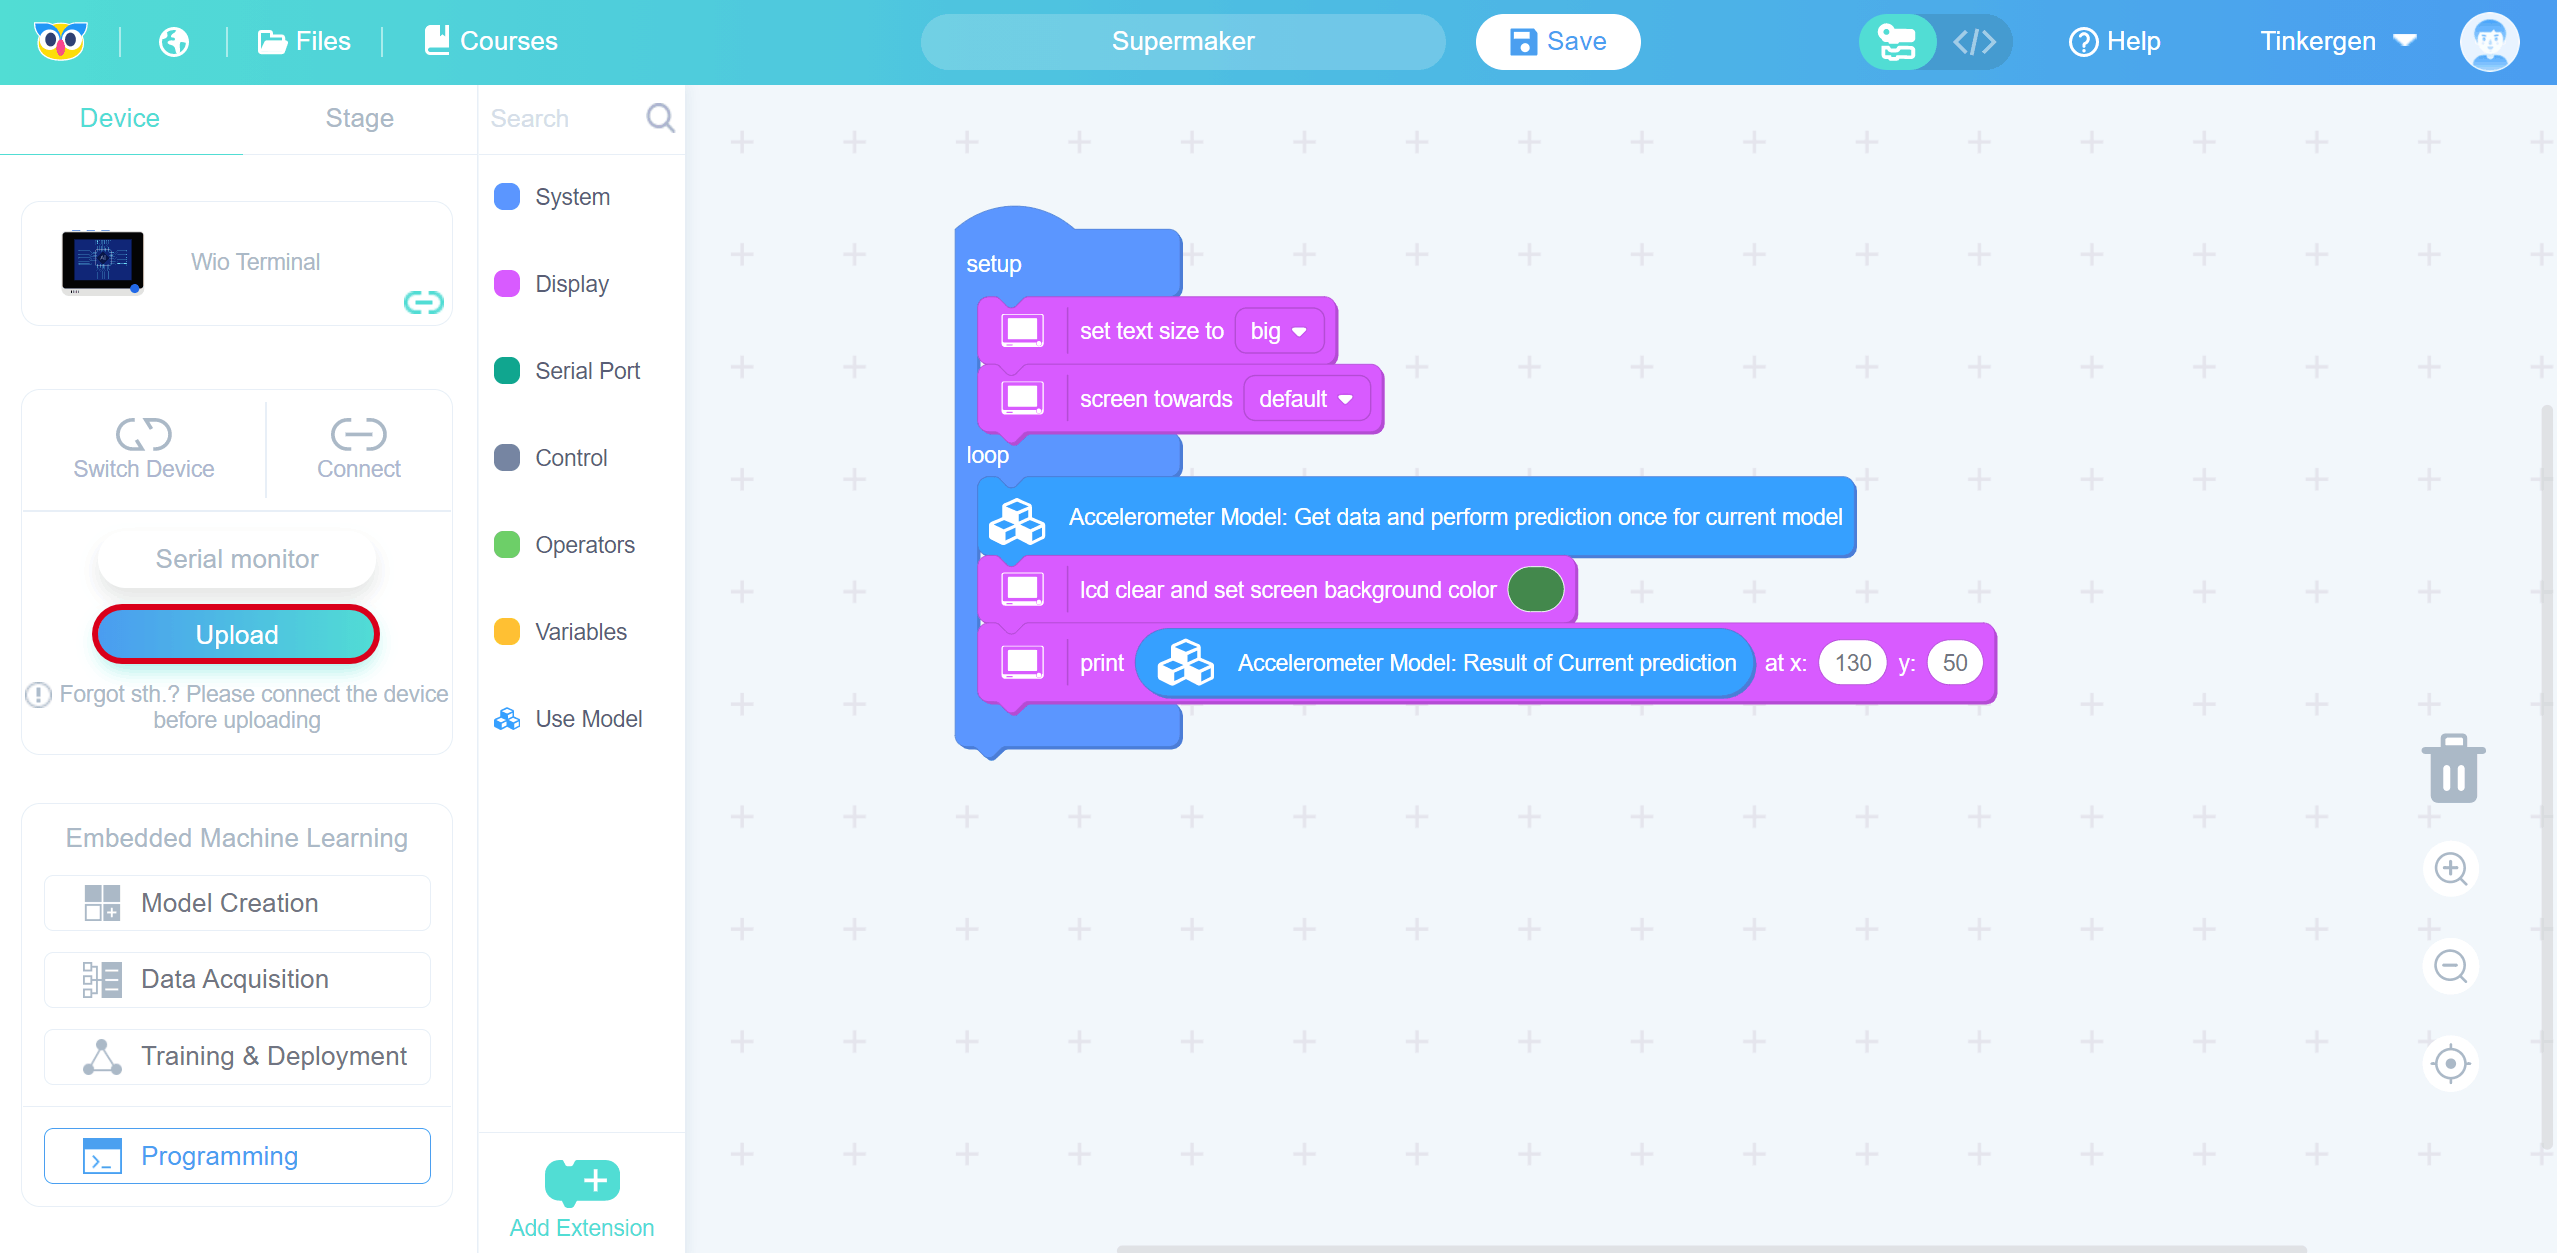 Files
Courses
Supermaker
Save
Help
Tinkergen
Device
Stage
Search
Wio Terminal
Switch Device
Connect
Serial monitor
Upload
Forgot sth.? Please connect the device
before uploading
Embedded Machine Learning
Model Creation
Data Acquisition
Training & Deployment
Programming
System
Display
Serial Port
Control
Operators
Variables
Use Model
Add Extension
setup
set text size to big
screen towards default
loop
Accelerometer Model: Get data and perform prediction once for current model
lcd clear and set screen background color
print Accelerometer Model: Result of Current prediction at x: 130 y: 50